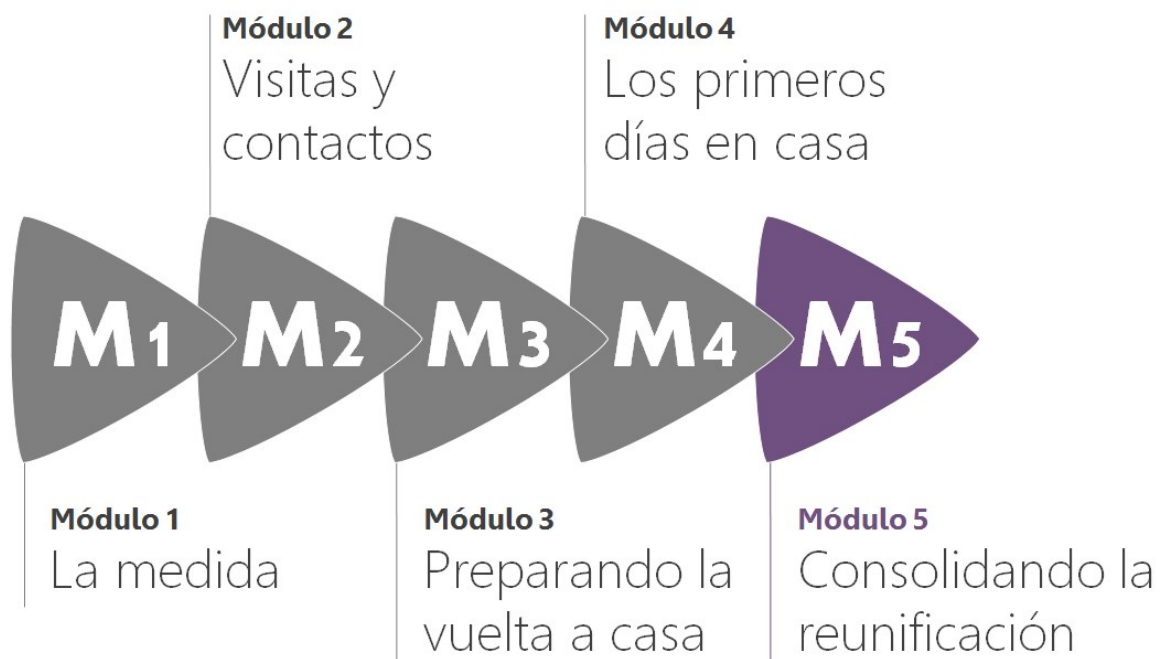 Módulo 2
Visitas y
contactos
Módulo 4
Los primeros
días en casa
M1
M2
M3
M4
M5
Módulo 1
La medida
Módulo 3
Preparando la
vuelta a casa
Módulo 5
Consolidando la
reunificación